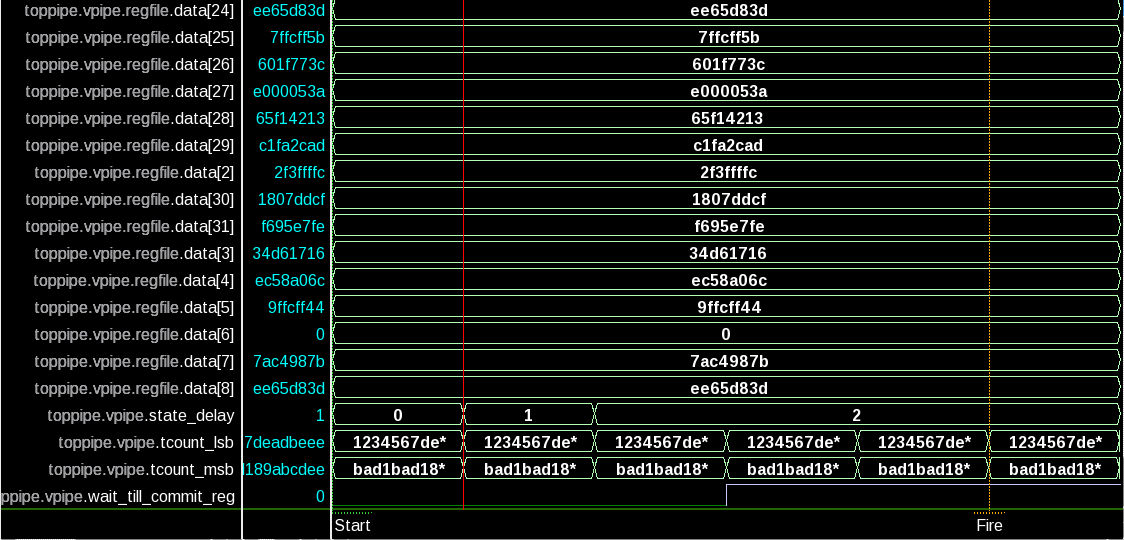 toppipe.vpipe.regfile.data[24] ee65d83d ee65d83d
toppipe.vpipe.regfile.data[25] 7ffcff5b 7ffcff5b
toppipe.vpipe.regfile.data[26] 601f773c 601f773c
toppipe.vpipe.regfile.data[27] e000053a e000053a
toppipe.vpipe.regfile.data[28] 65f14213 65f14213
toppipe.vpipe.regfile.data[29] c1fa2cad c1fa2cad
toppipe.vpipe.regfile.data[2] 2f3ffffc 2f3ffffc
toppipe.vpipe.regfile.data[30] 1807ddcf 1807ddcf
toppipe.vpipe.regfile.data[31] f695e7fe f695e7fe
toppipe.vpipe.regfile.data[3] 34d61716 34d61716
toppipe.vpipe.regfile.data[4] ec58a06c ec58a06c
toppipe.vpipe.regfile.data[5] 9ffcff44 9ffcff44
toppipe.vpipe.regfile.data[6] 0 0
toppipe.vpipe.regfile.data[7] 7ac4987b 7ac4987b
toppipe.vpipe.regfile.data[8] ee65d83d ee65d83d
toppipe.vpipe.state_delay 1 0 1 2
toppipe.vpipe.tcount_lsb 7deadbeee 1234567de* 1234567de* 1234567de* 1234567de* 1234567de* 1234567de*
toppipe.vpipe.tcount_msb 189abcdee bad1bad18* bad1bad18* bad1bad18* bad1bad18* bad1bad18* bad1bad18*
ppipe.vpipe.wait_till_commit_reg 0
Start Fire